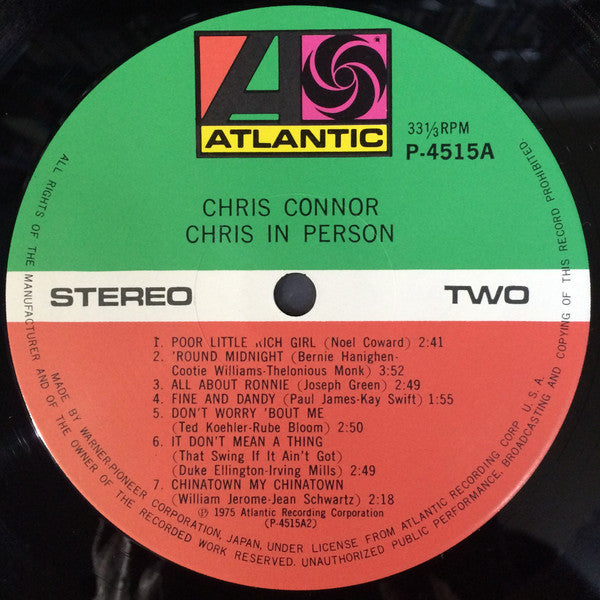 ATLANTIC
33⅓RPM
P-4515A
CHRIS CONNOR
CHRIS IN PERSON
STEREO
TWO
1. POOR LITTLE RICH GIRL (Noel Coward) 2:41
2. 'ROUND MIDNIGHT (Bernie Hanighen-
Cootie Williams-Thelonious Monk) 3:52
3. ALL ABOUT RONNIE (Joseph Green) 2:49
4. FINE AND DANDY (Paul James-Kay Swift) 1:55
5. DON'T WORRY 'BOUT ME
(Ted Koehler-Rube Bloom) 2:50
6. IT DON'T MEAN A THING
(That Swing If It Ain't Got)
(Duke Ellington-Irving Mills) 2:49
7. CHINATOWN MY CHINATOWN
(William Jerome-Jean Schwartz) 2:18
Ⓟ 1975 Atlantic Recording Corporation
(P-4515A2)
ALL RIGHTS OF THE MANUFACTURER AND OF THE OWNER OF THE RECORDED WORK RESERVED. UNAUTHORIZED PUBLIC PERFORMANCE, BROADCASTING AND COPYING OF THIS RECORD PROHIBITED.
MADE BY WARNER-PIONEER CORPORATION, JAPAN, UNDER LICENSE FROM ATLANTIC RECORDING CORP. U.S.A.